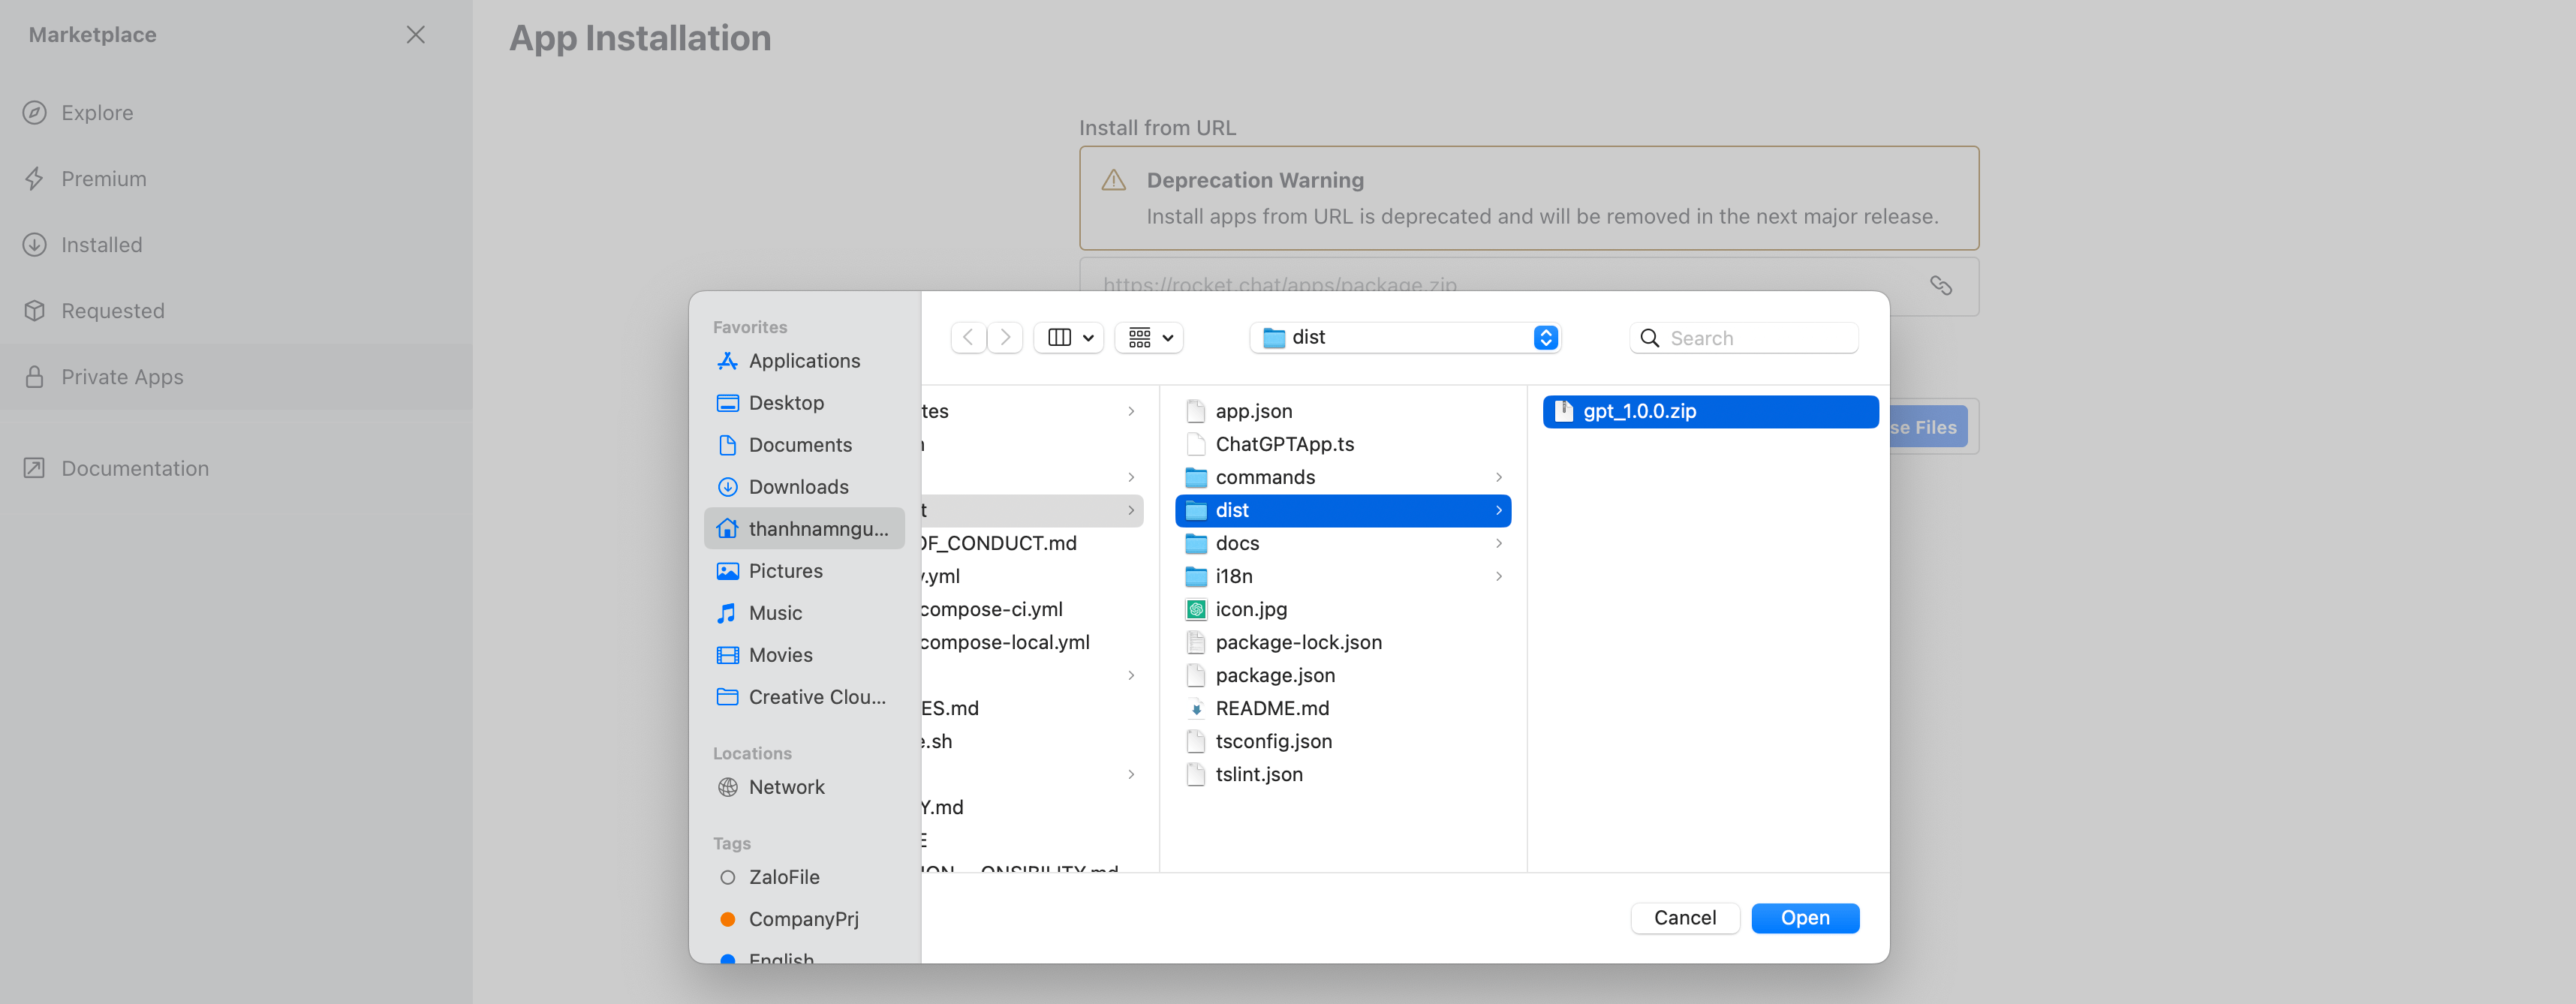 Marketplace
Explore
Premium
Installed
Requested
Private Apps
Documentation
App Installation
Install from URL
Deprecation Warning
Install apps from URL is deprecated and will be removed in the next major release.
https://rocket.chat/apps/package.zip
Favorites
Applications
Desktop
Documents
Downloads
thanhnamngu...
Pictures
Music
Movies
Creative Clou...
Locations
Network
Tags
ZaloFile
CompanyPrj
English
dist
Search
tes
t
OF_CONDUCT.md
.yml
compose-ci.yml
compose-local.yml
ES.md
e.sh
Y.md
E
app.json
ChatGPTApp.ts
commands
dist
docs
i18n
icon.jpg
package-lock.json
package.json
README.md
tsconfig.json
tslint.json
gpt_1.0.0.zip
se Files
Cancel
Open